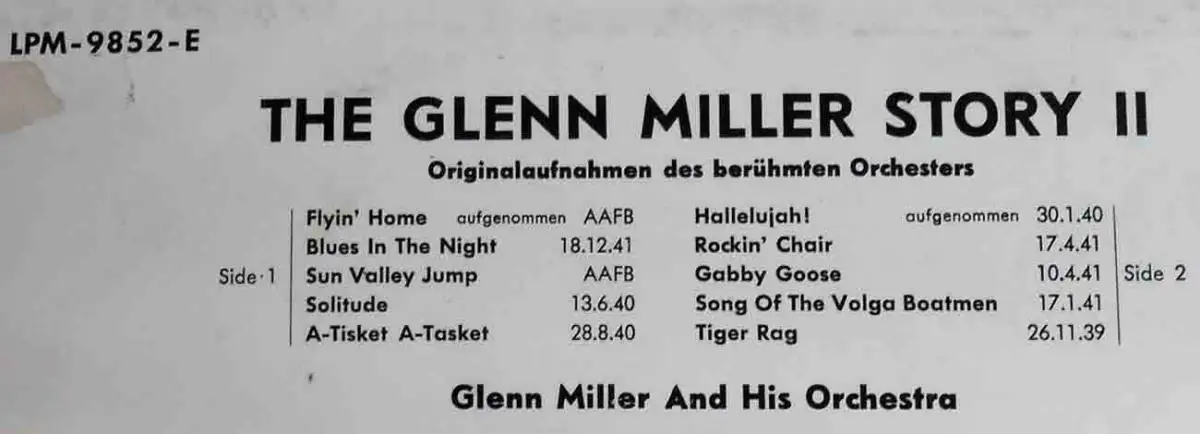 LPM-9852-E
THE GLENN MILLER STORY II
Originalaufnahmen des berühmten Orchesters
Side·1
Flyin' Home aufgenommen AAFB
Blues In The Night 18.12.41
Sun Valley Jump AAFB
Solitude 13.6.40
A-Tisket A-Tasket 28.8.40
Hallelujah! aufgenommen 30.1.40
Rockin' Chair 17.4.41
Gabby Goose 10.4.41
Song Of The Volga Boatmen 17.1.41
Tiger Rag 26.11.39
Side 2
Glenn Miller And His Orchestra